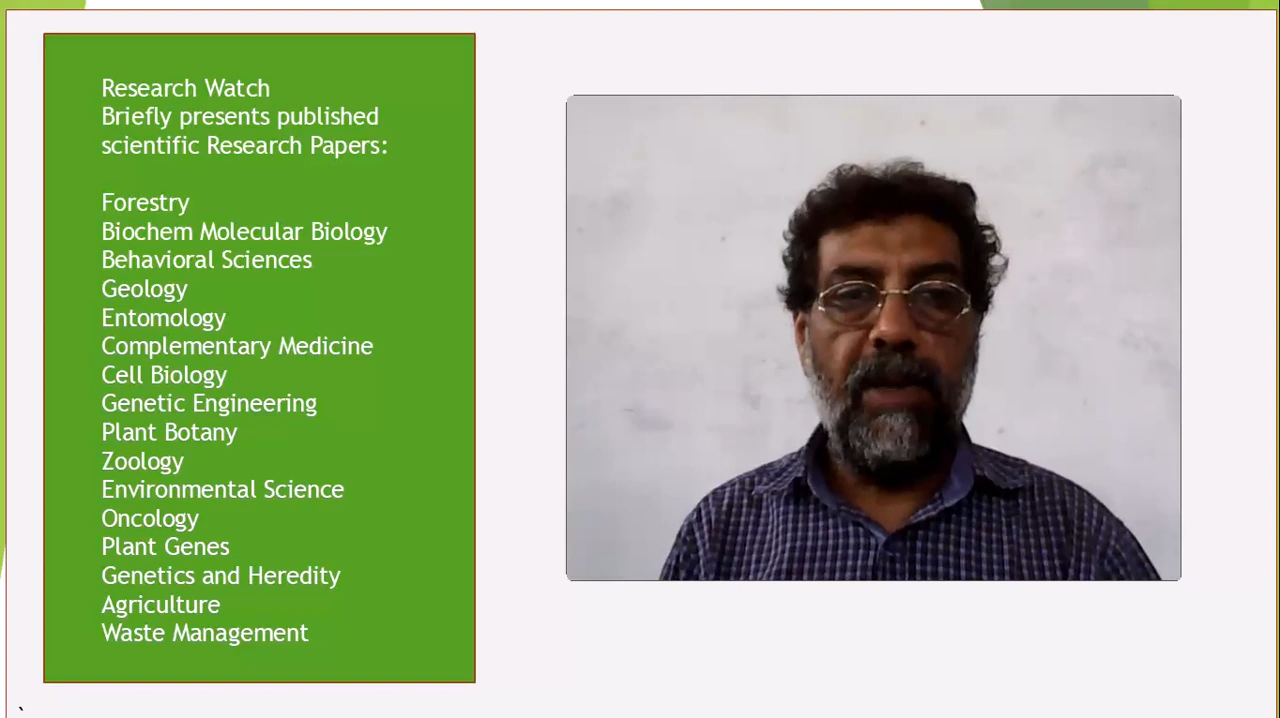 Research Watch
Briefly presents published
scientific Research Papers:
Forestry
Biochem Molecular Biology
Behavioral Sciences
Geology
Entomology
Complementary Medicine
Cell Biology
Genetic Engineering
Plant Botany
Zoology
Environmental Science
Oncology
Plant Genes
Genetics and Heredity
Agriculture
Waste Management
`